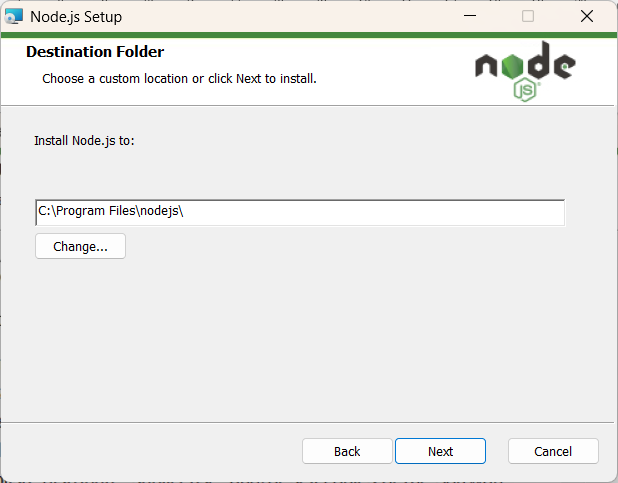 Node.js Setup
Destination Folder
Choose a custom location or click Next to install.
node
JS
Install Node.js to:
C:\Program Files\nodejs\
Change...
Back
Next
Cancel